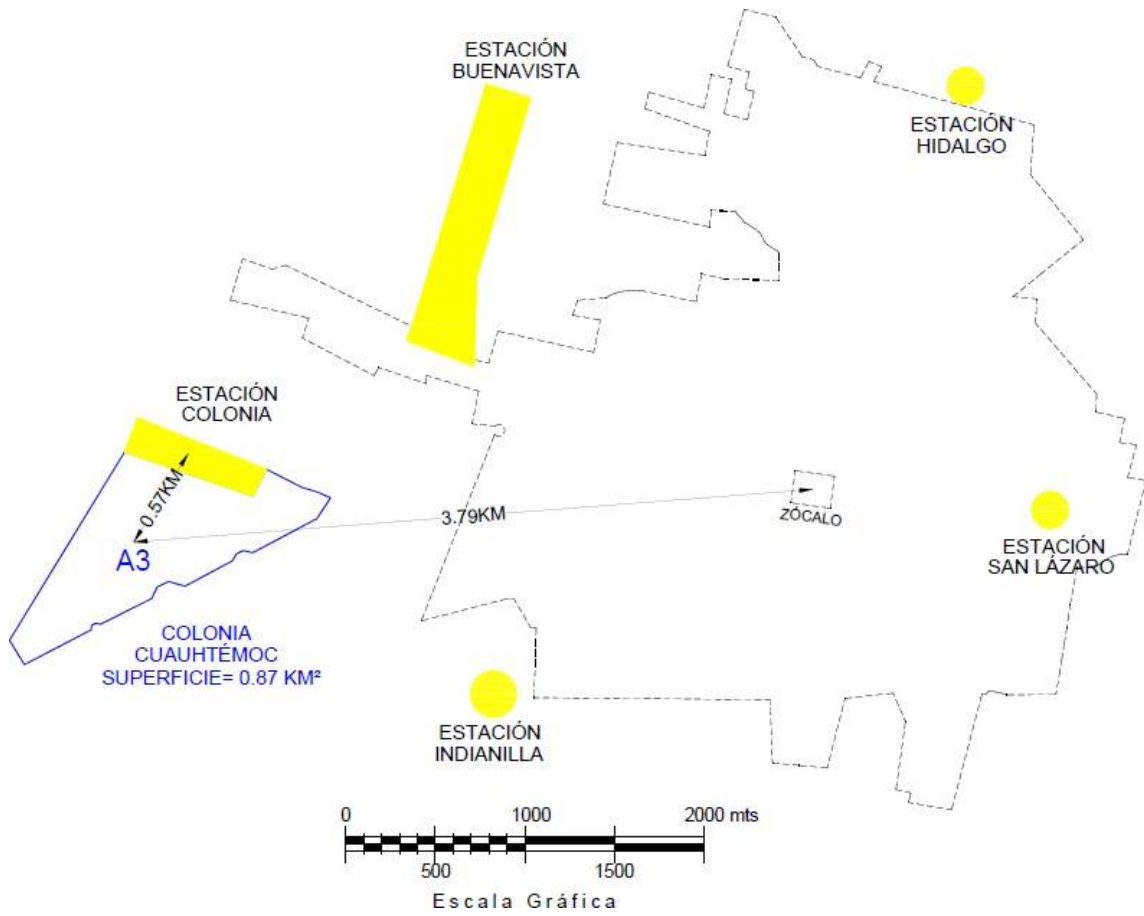 ESTACIÓN
BUENAVISTA
ESTACIÓN
HIDALGO
ESTACIÓN
COLONIA
0.57KM
3.79KM
ZÓCALO
A3
ESTACIÓN
SAN LÁZARO
COLONIA
CUAUHTÉMOC
SUPERFICIE= 0.87 KM²
ESTACIÓN
INDIANILLA
0 1000 2000 mts
500 1500
Escala Gráfica